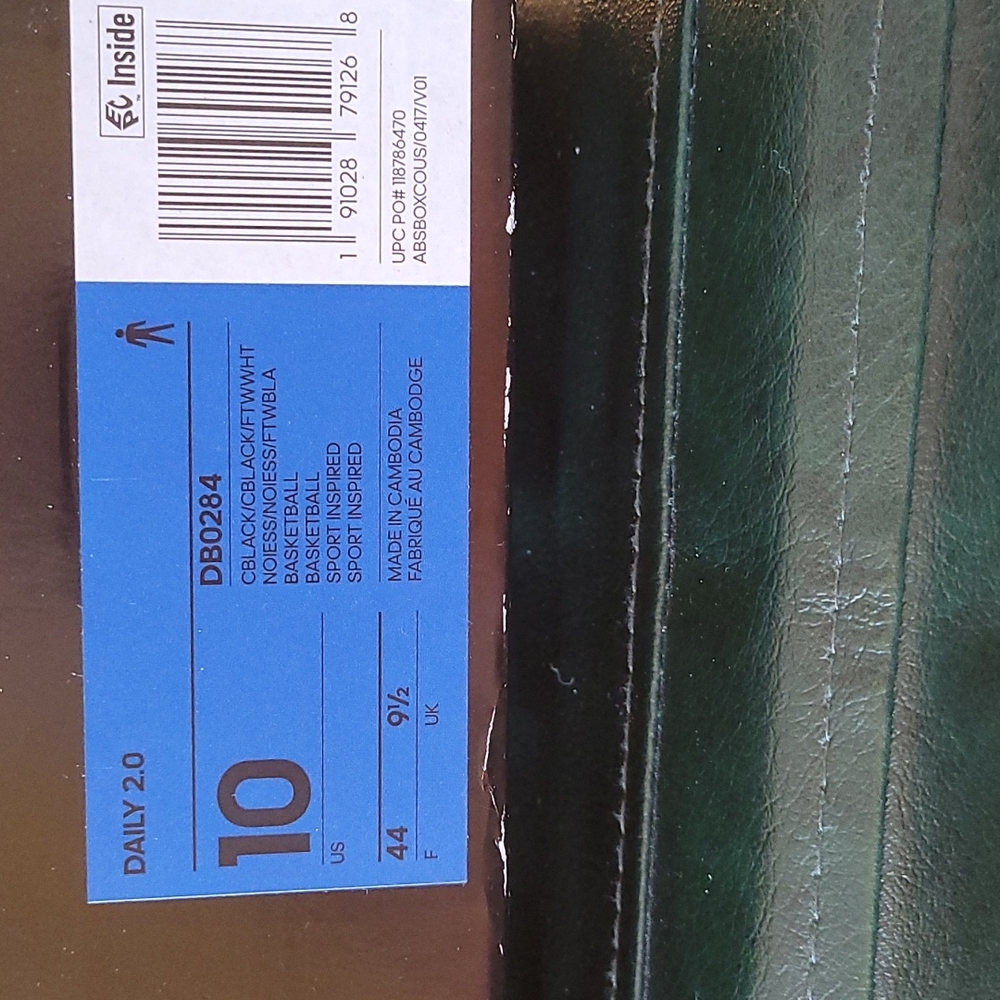 DAILY 2.0
10
US
44 9½
F UK
DB0284
CBLACK/CBLACK/FTWWHT
NOIESS/NOIESS/FTWBLA
BASKETBALL
BASKETBALL
SPORT INSPIRED
SPORT INSPIRED
MADE IN CAMBODIA
FABRIQUÉ AU CAMBODGE
EPC™ Inside
1 91028 79126 8
UPC PO# 118786470
ABSBOXCOUS/0417/V01